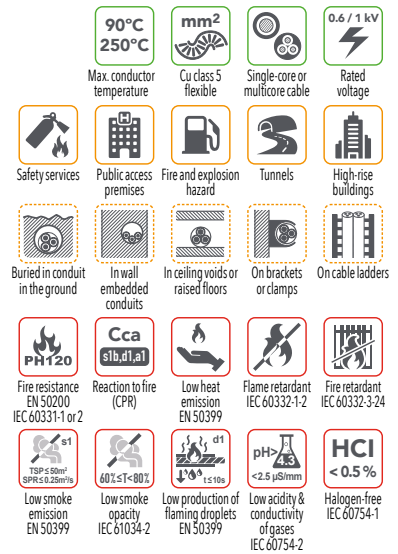 90°C
250°C
Max. conductor
temperature
mm²
Cu class 5
flexible
Single-core or
multicore cable
0.6 / 1 kV
Rated
voltage
Safety services
H
Public access
premises
Fire and explosion
hazard
Tunnels
High-rise
buildings
Buried in conduit
in the ground
In wall
embedded
conduits
In ceiling voids or
raised floors
On brackets
or clamps
On cable ladders
PH120
Fire resistance
EN 50200
IEC 60331-1 or 2
Cca
s1b,d1,a1
Reaction to fire
(CPR)
Low heat
emission
EN 50399
Flame retardant
IEC 60332-1-2
Fire retardant
IEC 60332-3-24
s1
TSP≤50m²
SPR≤0.25m²/s
Low smoke
emission
EN 50399
60%≤T<80%
Low smoke
opacity
IEC 61034-2
d1
t≤10s
Low production of
flaming droplets
EN 50399
pH>
4.3
<2.5 µS/mm
Low acidity &
conductivity
of gases
IEC 60754-2
HCI
< 0.5 %
Halogen-free
IEC 60754-1